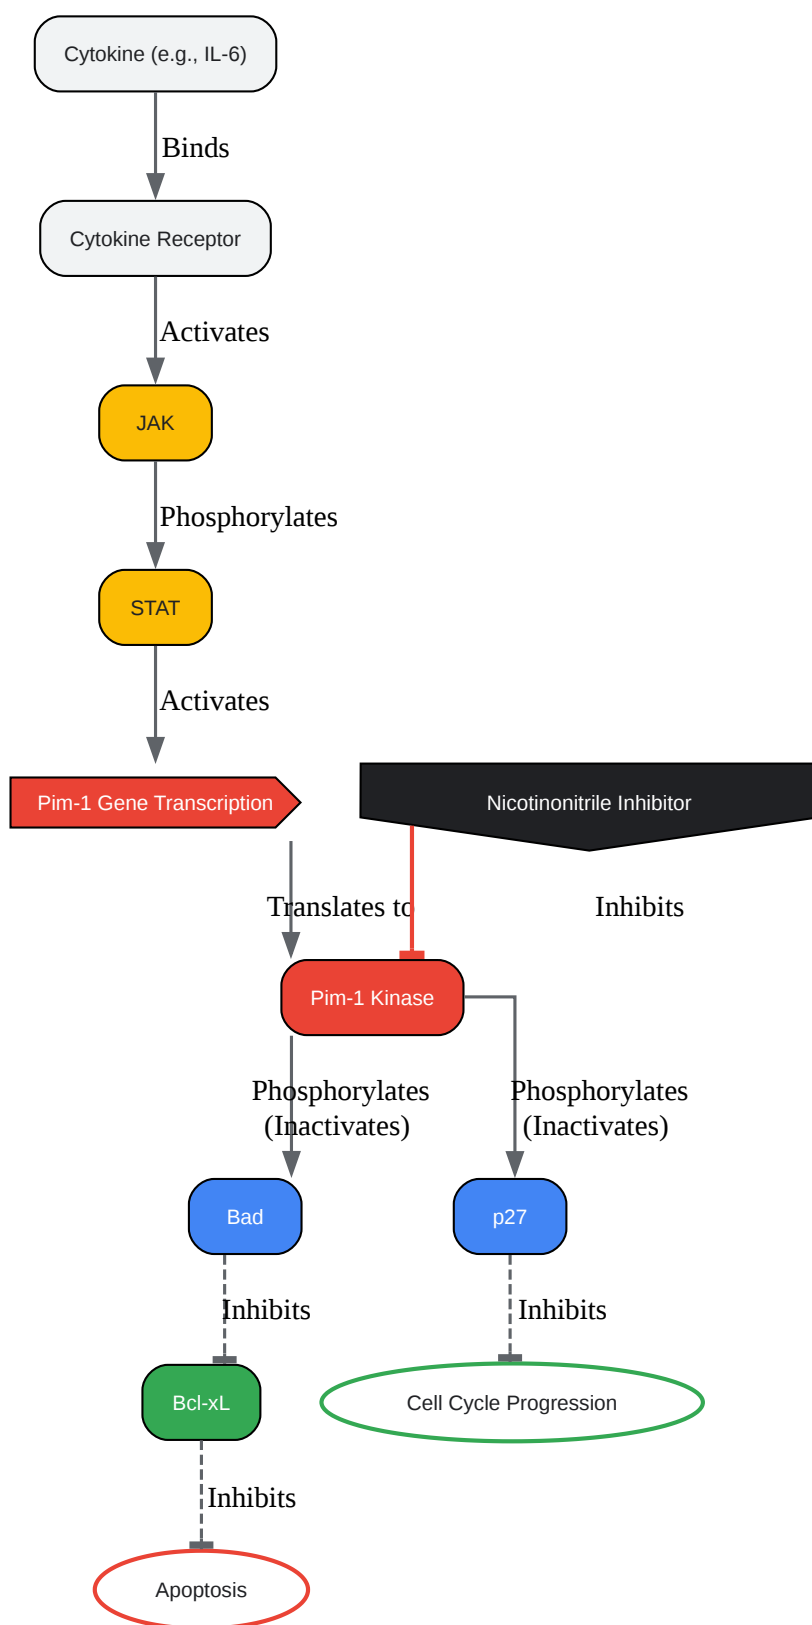 Cytokine (e.g., IL-6)
Binds
Cytokine Receptor
Activates
JAK
Phosphorylates
STAT
Activates
Pim-1 Gene Transcription
Nicotinonitrile Inhibitor
Translates to
Inhibits
Pim-1 Kinase
Phosphorylates
(Inactivates)
Phosphorylates
(Inactivates)
Bad
p27
Inhibits
Inhibits
Bcl-xL
Cell Cycle Progression
Inhibits
Apoptosis